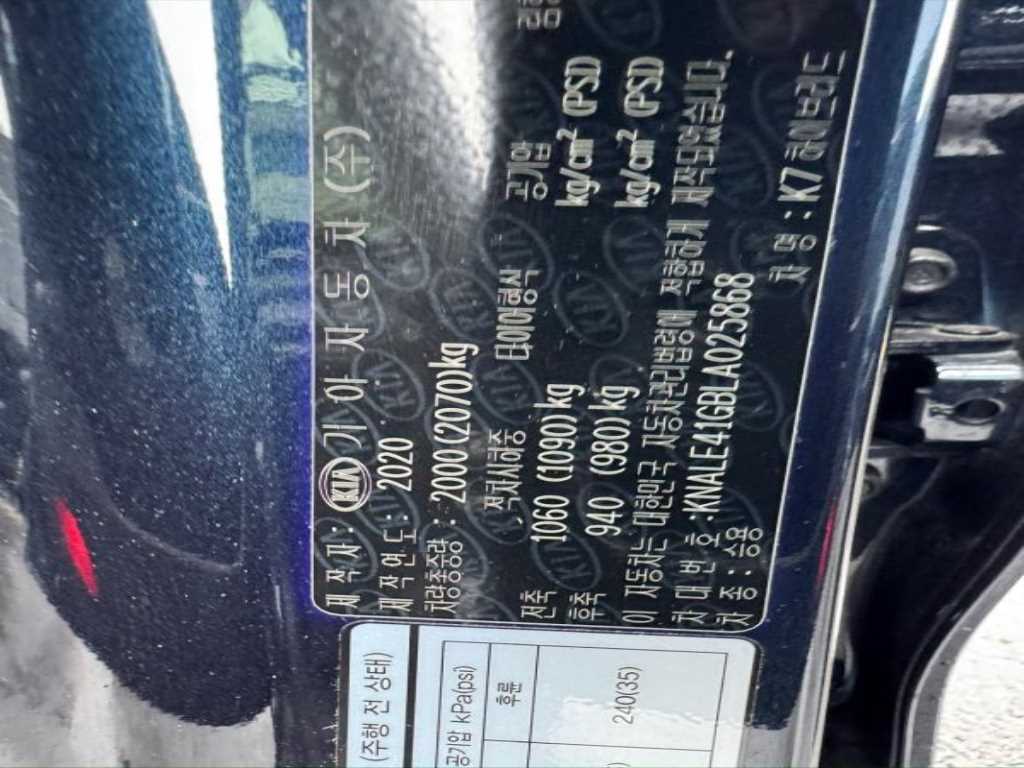 제 작 자 : KIA 기 아 자 동 차 (주)
제 작 연 도 : 2020
차량총중량 : 2000(2070)kg
적차시하중 타이어형식 공기압
전축 1060 (1090)kg kg/cm² (PSI)
후축 940 (980)kg kg/cm² (PSI)
이 자동차는 대한민국 자동차관리법령에 적합하게 제작되었습니다.
차 대 번 호 : KNALE41GBLA025868
차 종 : 승용 차 명 : K7 하이브리드
(주행 전 상태)
공기압 kPa(psi)
후륜
240(35)